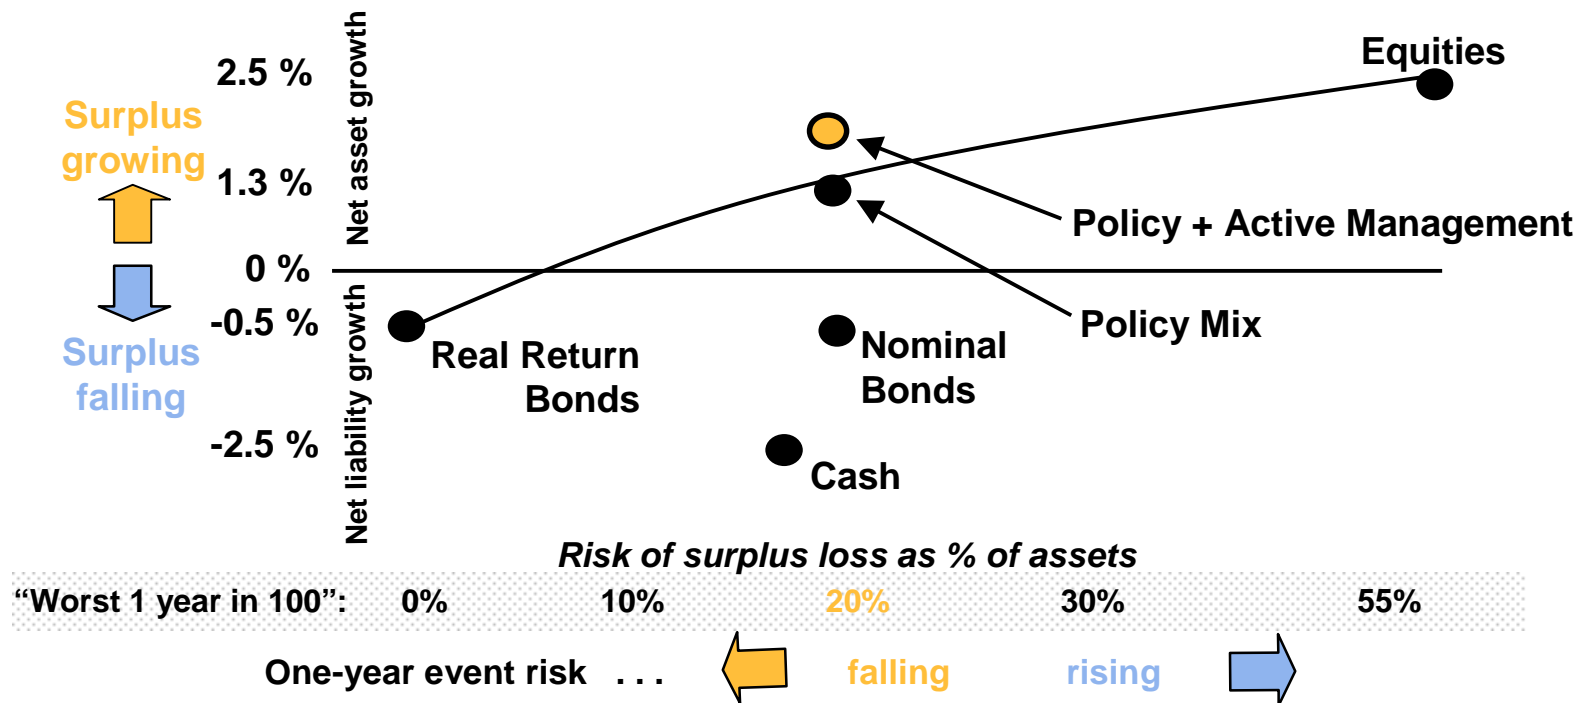 Equities
2.5 %
Net asset growth
Surplus
growing
1.3 %
Policy + Active Management
0 %
-0.5 %
Policy Mix
Surplus
falling
Net liability growth
Real Return
Bonds
Nominal
Bonds
-2.5 %
Cash
Risk of surplus loss as % of assets
“Worst 1 year in 100”: 0% 10% 20% 30% 55%
One-year event risk . . . falling rising